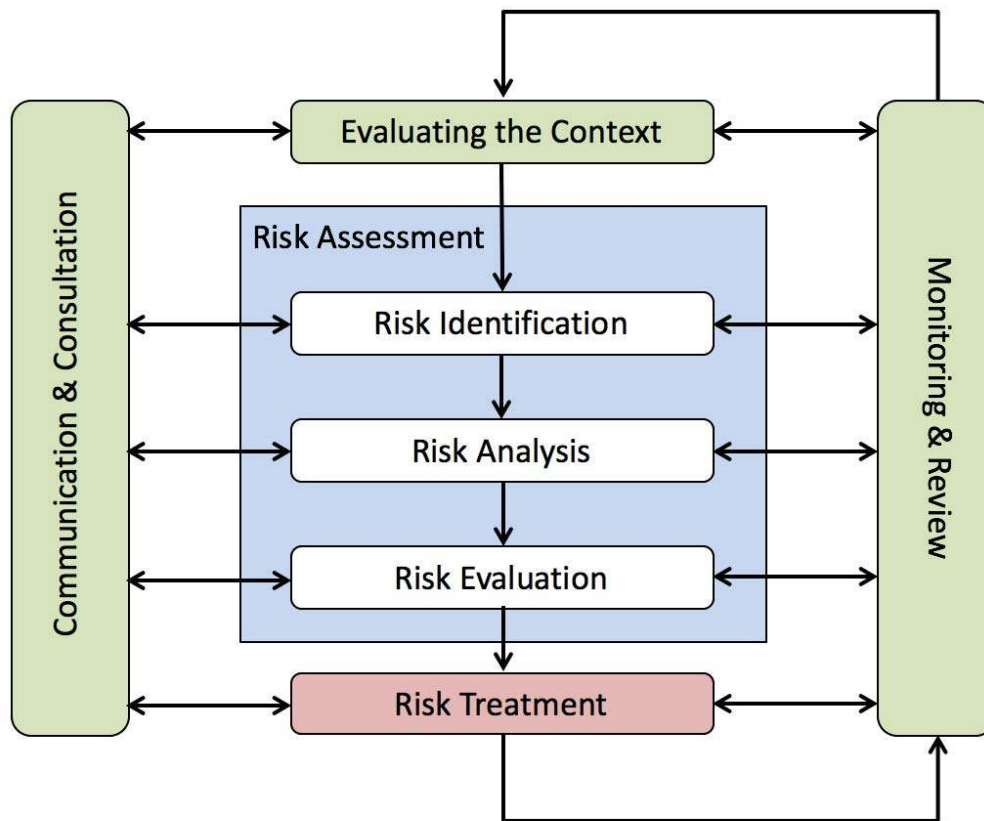 Evaluating the Context
Communication & Consultation
Risk Assessment
Risk Identification
Risk Analysis
Risk Evaluation
Risk Treatment
Monitoring & Review